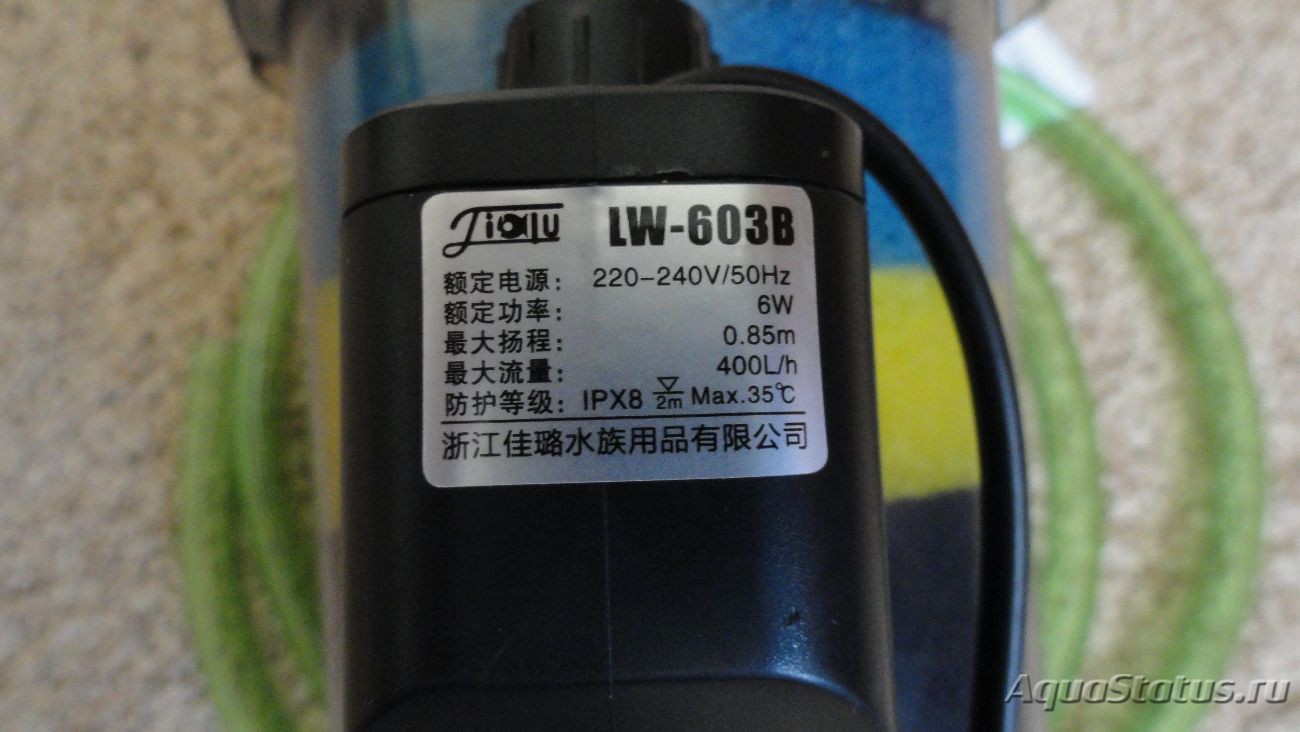 Jialu LW-603B
额定电源: 220-240V/50Hz
额定功率: 6W
最大扬程: 0.85m
最大流量: 400L/h
防护等级: IPX8 2m Max.35℃
浙江佳璐水族用品有限公司
AquaStatus.ru